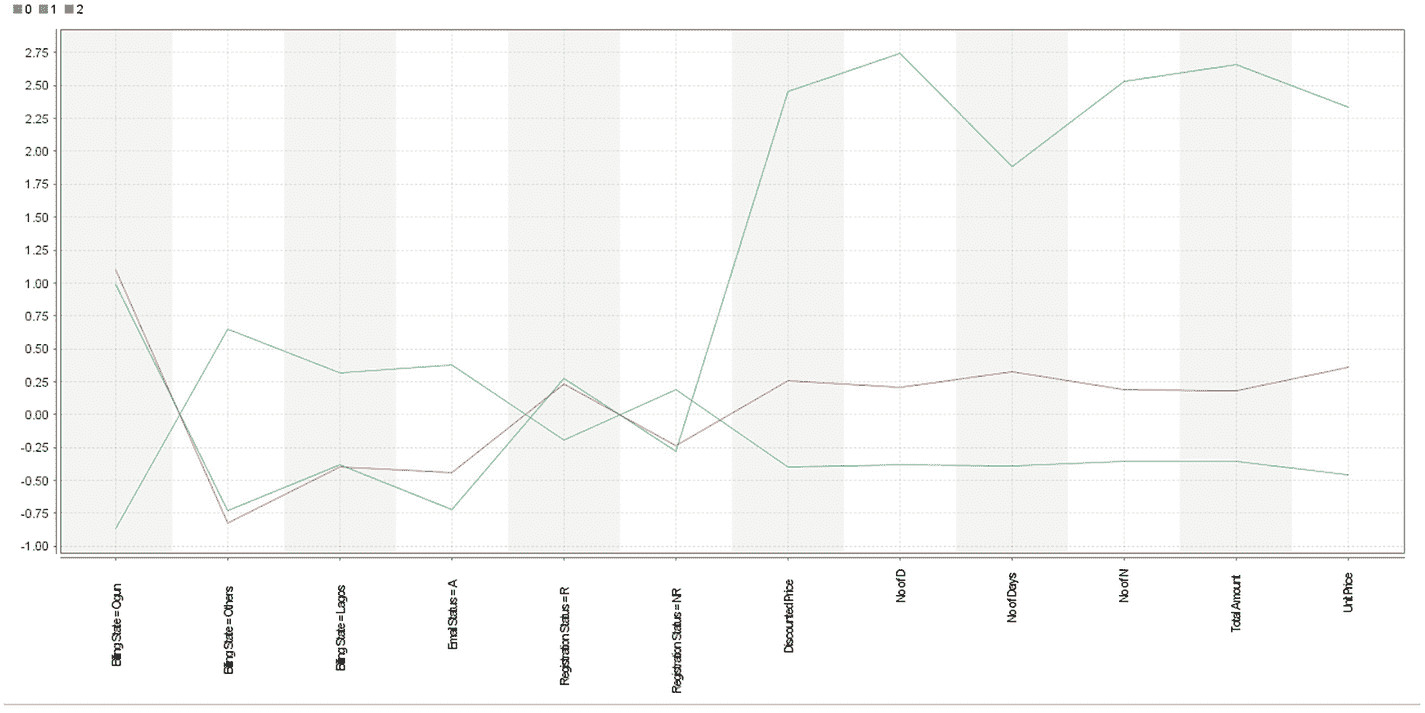 0 1 2
2.75
2.50
2.25
2.00
1.75
1.50
1.25
1.00
0.75
0.50
0.25
0.00
-0.25
-0.50
-0.75
-1.00
Billing State = Ogun
Billing State = Others
Billing State = Lagos
Email Status = A
Registration Status = R
Registration Status = NR
Discounted Price
No of D
No of Days
No of N
Total Amount
Unit Price